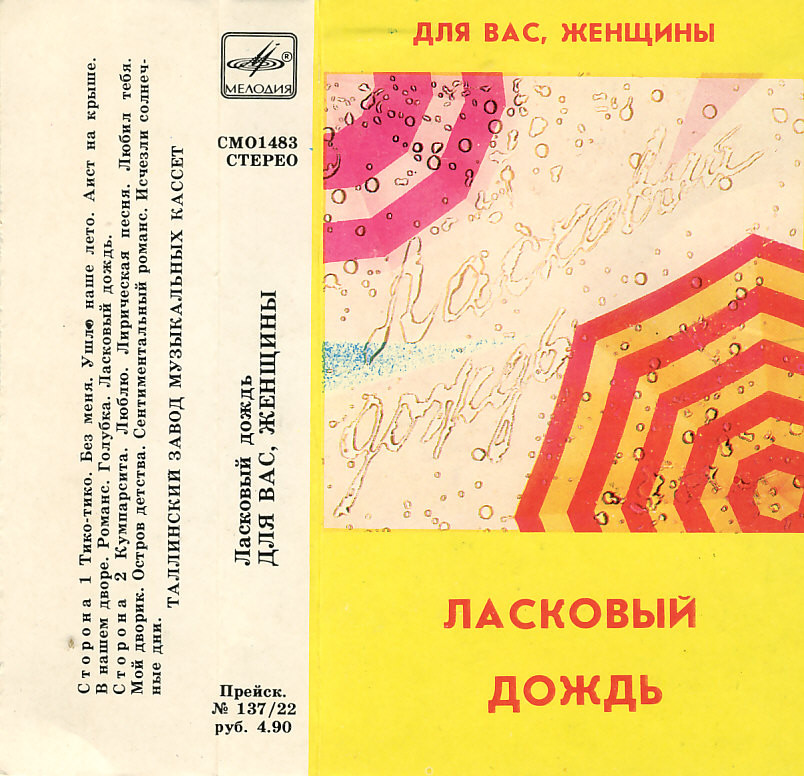 Сторона 1 Тико-тико. Без меня. Ушло наше лето. Аист на крыше.
В нашем дворе. Романс. Голубка. Ласковый дождь.
Сторона 2 Кумпарсита. Люблю. Лирическая песня. Любил тебя.
Мой дворик. Остров детства. Сентиментальный романс. Исчезли солнеч-
ные дни.
ТАЛЛИНСКИЙ ЗАВОД МУЗЫКАЛЬНЫХ КАССЕТ
МЕЛОДИЯ ®
СМ01483
СТЕРЕО
Ласковый дождь
ДЛЯ ВАС, ЖЕНЩИНЫ
Прейск.
№ 137/22
руб. 4.90
ДЛЯ ВАС, ЖЕНЩИНЫ
Ласковый
дождь
ЛАСКОВЫЙ
ДОЖДЬ